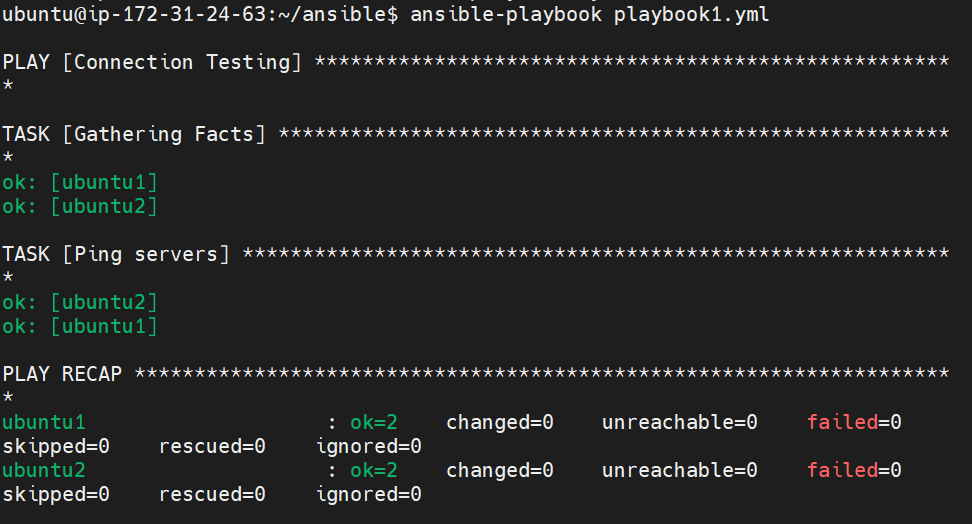 ubuntu@ip-172-31-24-63:~/ansible$ ansible-playbook playbook1.yml
PLAY [Connection Testing] *****************************************************
*
TASK [Gathering Facts] ********************************************************
*
ok: [ubuntu1]
ok: [ubuntu2]
TASK [Ping servers] ***********************************************************
*
ok: [ubuntu2]
ok: [ubuntu1]
PLAY RECAP ********************************************************************
*
ubuntu1                    : ok=2    changed=0    unreachable=0    failed=0
skipped=0    rescued=0    ignored=0
ubuntu2                    : ok=2    changed=0    unreachable=0    failed=0
skipped=0    rescued=0    ignored=0